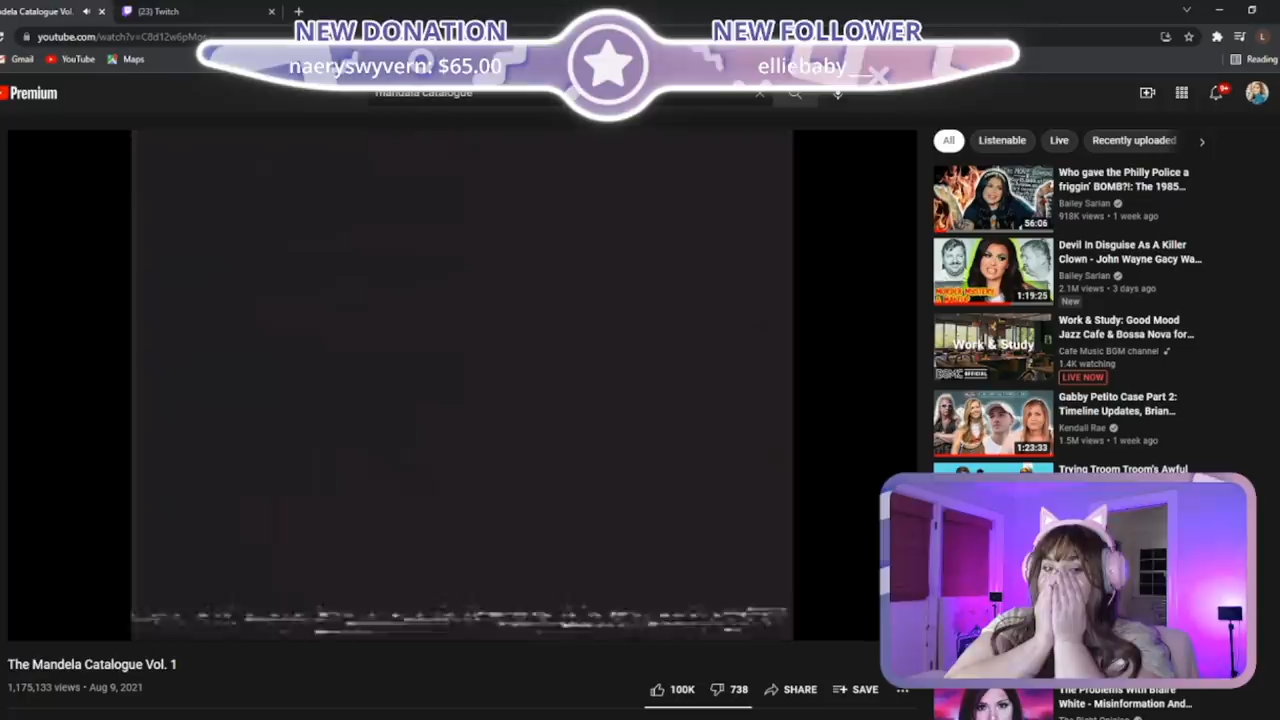 ndela Catalogue Vol.
(23) Twitch
NEW DONATION
NEW FOLLOWER
naeryswyvern: $65.00
elliebaby__
Gmail
YouTube
Maps
Reading
Premium
mandela catalogue
9+
All
Listenable
Live
Recently uploaded
Who gave the Philly Police a
friggin' BOMB?!: The 1985...
Bailey Sarian
918K views • 1 week ago
56:06
Devil In Disguise As A Killer
Clown - John Wayne Gacy Wa...
Bailey Sarian
2.1M views • 3 days ago
New
1:19:25
Work & Study: Good Mood
Jazz Cafe & Bossa Nova for...
Cafe Music BGM channel
1.4K watching
LIVE NOW
Work & Study
Gabby Petito Case Part 2:
Timeline Updates, Brian...
Kendall Rae
1.5M views • 1 week ago
1:23:33
Trying Troom Troom's Awful
The Mandela Catalogue Vol. 1
1,175,133 views • Aug 9, 2021
100K
738
SHARE
SAVE
The Problems With Blaire
White - Misinformation And...
The Right Opinion